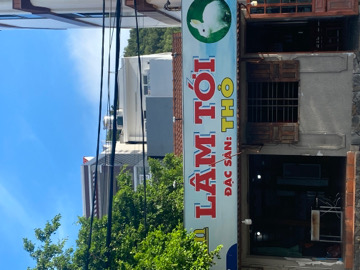 LÂM TỚI
ĐẶC SẢN: THỎ